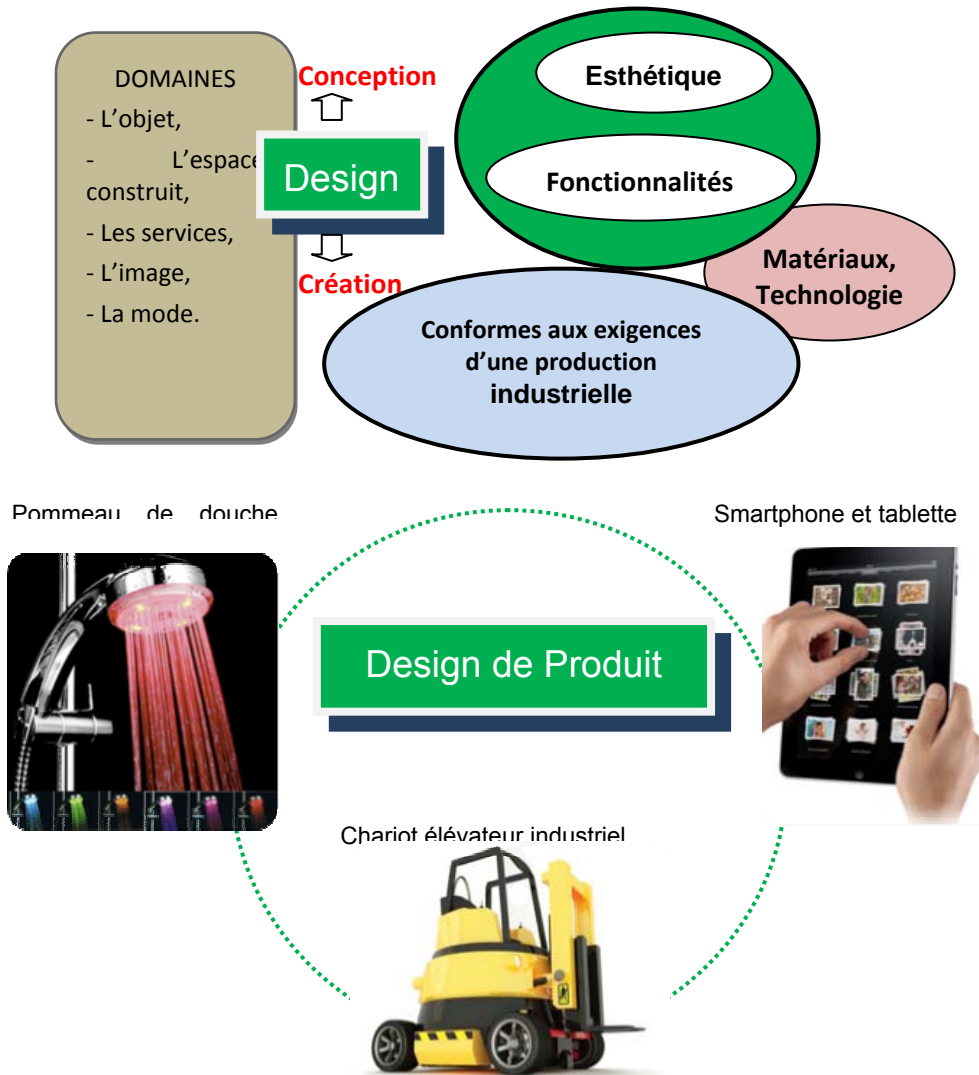 DOMAINES
- L’objet,
- L’espace
construit,
- Les services,
- L’image,
- La mode.
Conception
Design
Création
Esthétique
Fonctionnalités
Matériaux,
Technologie
Conformes aux exigences
d’une production
industrielle
Pommeau de douche
Smartphone et tablette
Design de Produit
Chariot élévateur industriel